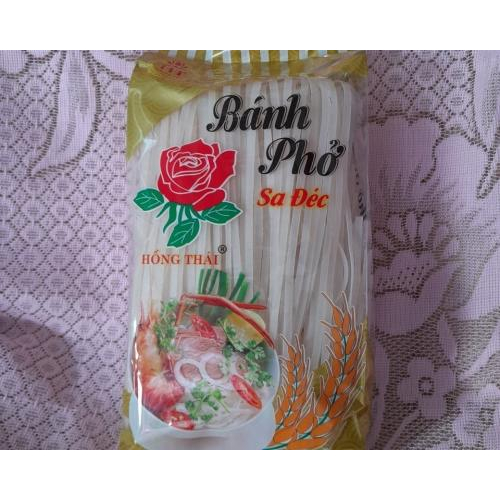 Bánh
Phở
Sa Đéc
HỒNG THÁI®